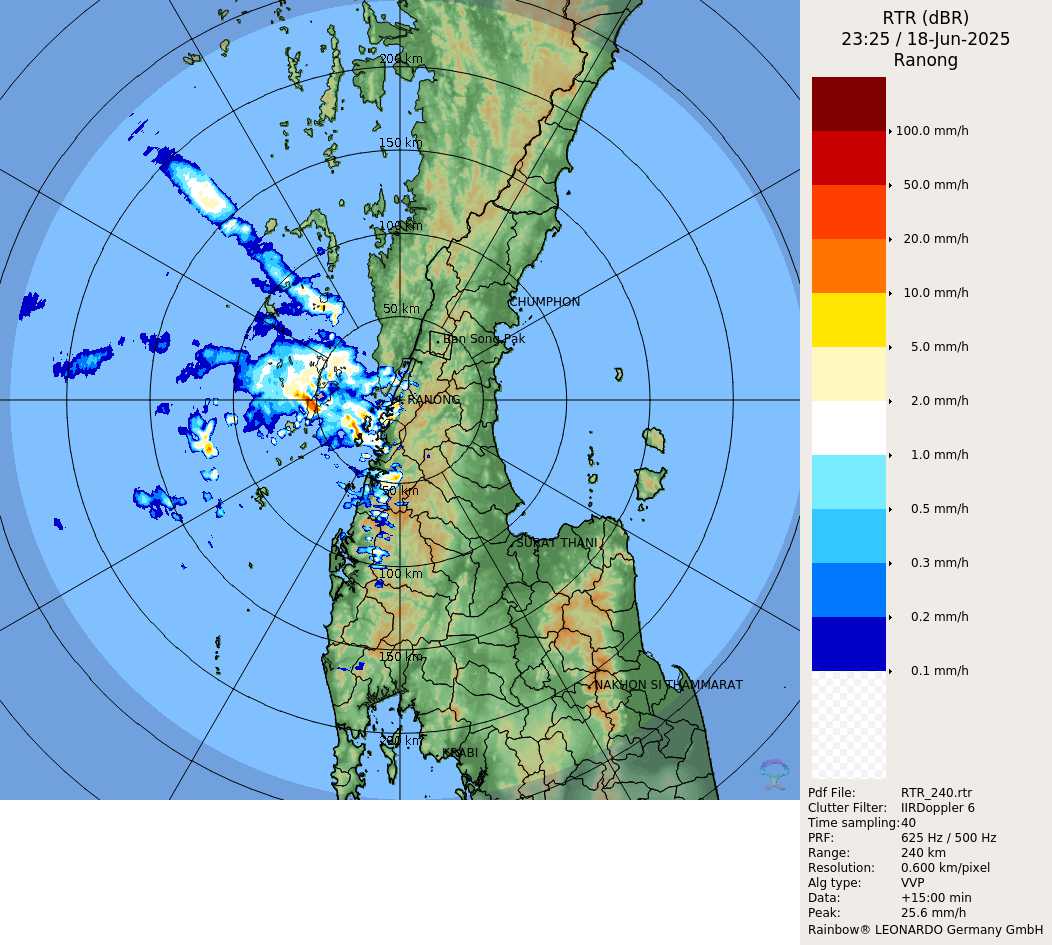 RTR (dBR)
23:25 / 18-Jun-2025
Ranong
200 km
150 km
100 km
50 km
CHUMPHON
Ban Song Pak
RANONG
50 km
SURAT THANI
100 km
150 km
NAKHON SI THAMMARAT
200 km
KRABI
100.0 mm/h
50.0 mm/h
20.0 mm/h
10.0 mm/h
5.0 mm/h
2.0 mm/h
1.0 mm/h
0.5 mm/h
0.3 mm/h
0.2 mm/h
0.1 mm/h
Pdf File: RTR_240.rtr
Clutter Filter: IIRDoppler 6
Time sampling:40
PRF: 625 Hz / 500 Hz
Range: 240 km
Resolution: 0.600 km/pixel
Alg type: VVP
Data: +15:00 min
Peak: 25.6 mm/h
Rainbow® LEONARDO Germany GmbH